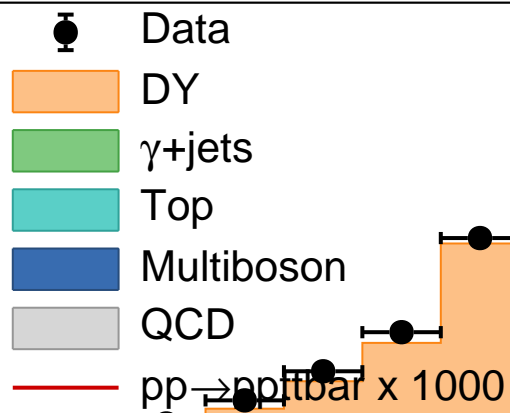 Data
DY
γ+jets
Top
Multiboson
QCD
pp→ppttbar x 1000